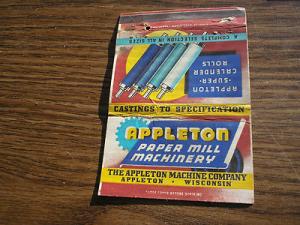 A COMPLETE SELECTION IN ALL SIZES
APPLETON
-SUPER-
CALENDER
ROLLS
CASTINGS TO SPECIFICATION
APPLETON
PAPER MILL
MACHINERY
THE APPLETON MACHINE COMPANY
APPLETON • WISCONSIN